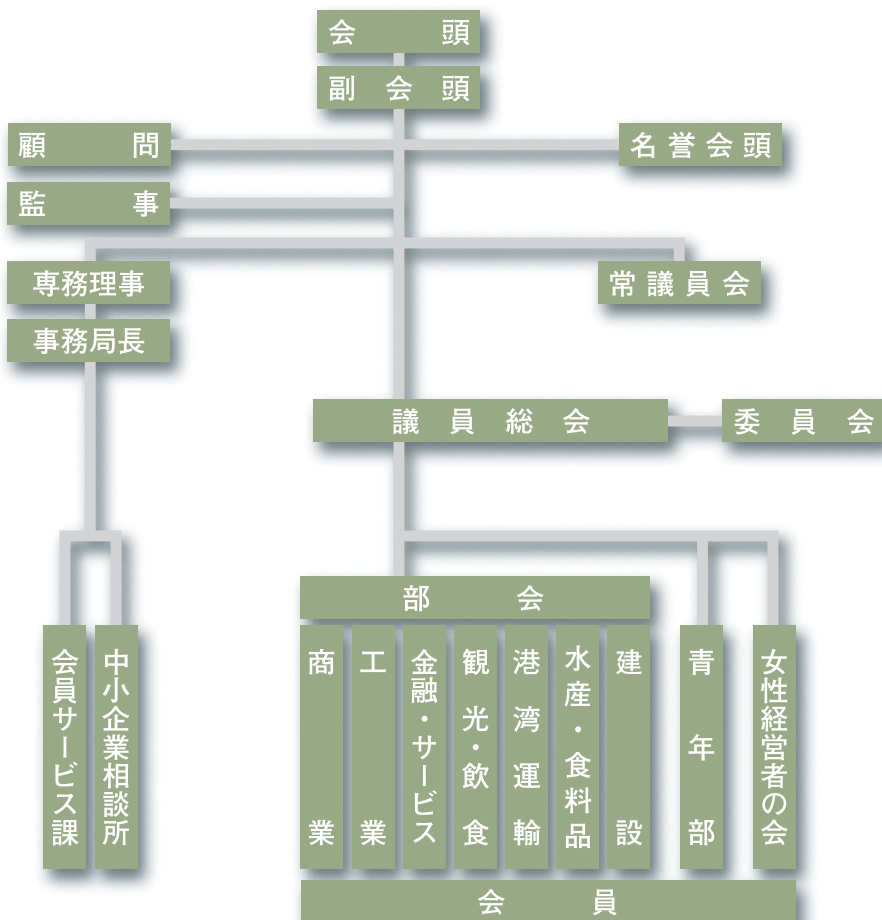 会頭
副会頭
顧問
名誉会頭
監事
専務理事
常議員会
事務局長
議員総会
委員会
部会
会員サービス課
中小企業相談所
商業
工業
金融・サービス
観光・飲食
港湾運輸
水産・食料品
建設
青年部
女性経営者の会
会員